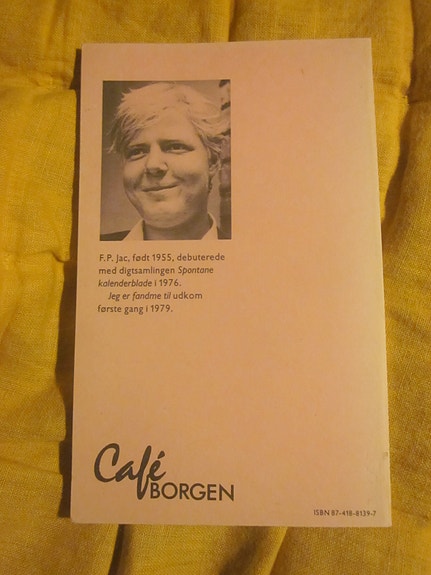 F.P. Jac, født 1955, debuterede
med digtsamlingen Spontane
kalenderblade i 1976.
Jeg er fandme til udkom
første gang i 1979.
Café
BORGEN
ISBN 87-418-8139-7